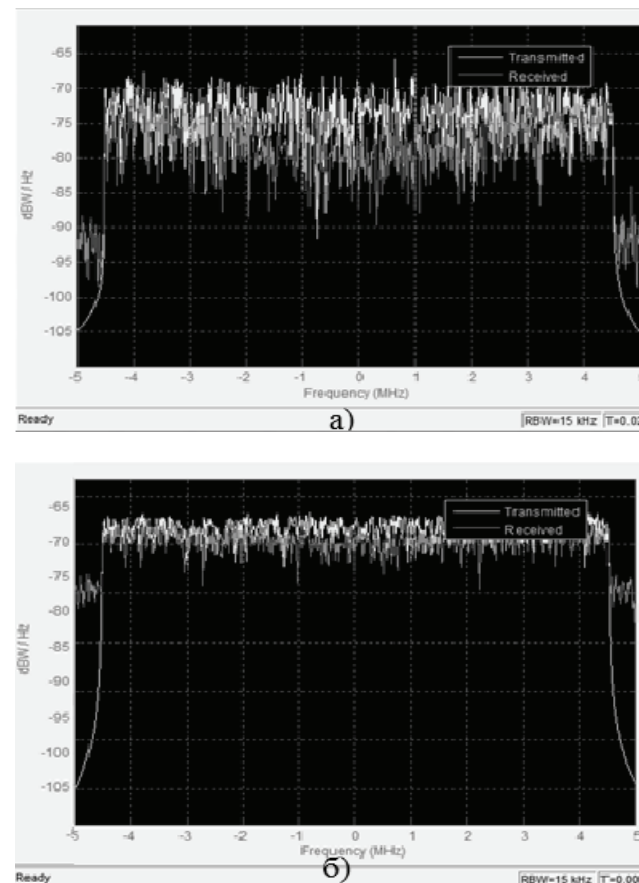 -65
Transmitted
Received
-70
-75
-80
-85
-90
-95
-100
-105
dBW / Hz
-5 -4 -3 -2 -1 0 1 2 3 4
Frequency (MHz)
Ready
а)
RBW=15 kHz
-65
Transmitted
Received
-70
-75
-80
-85
-90
-95
-100
-105
dBW / Hz
-5 -4 -3 -2 -1 0 1 2 3 4 5
Frequency (MHz)
Ready
б)
RBW=15 kHz